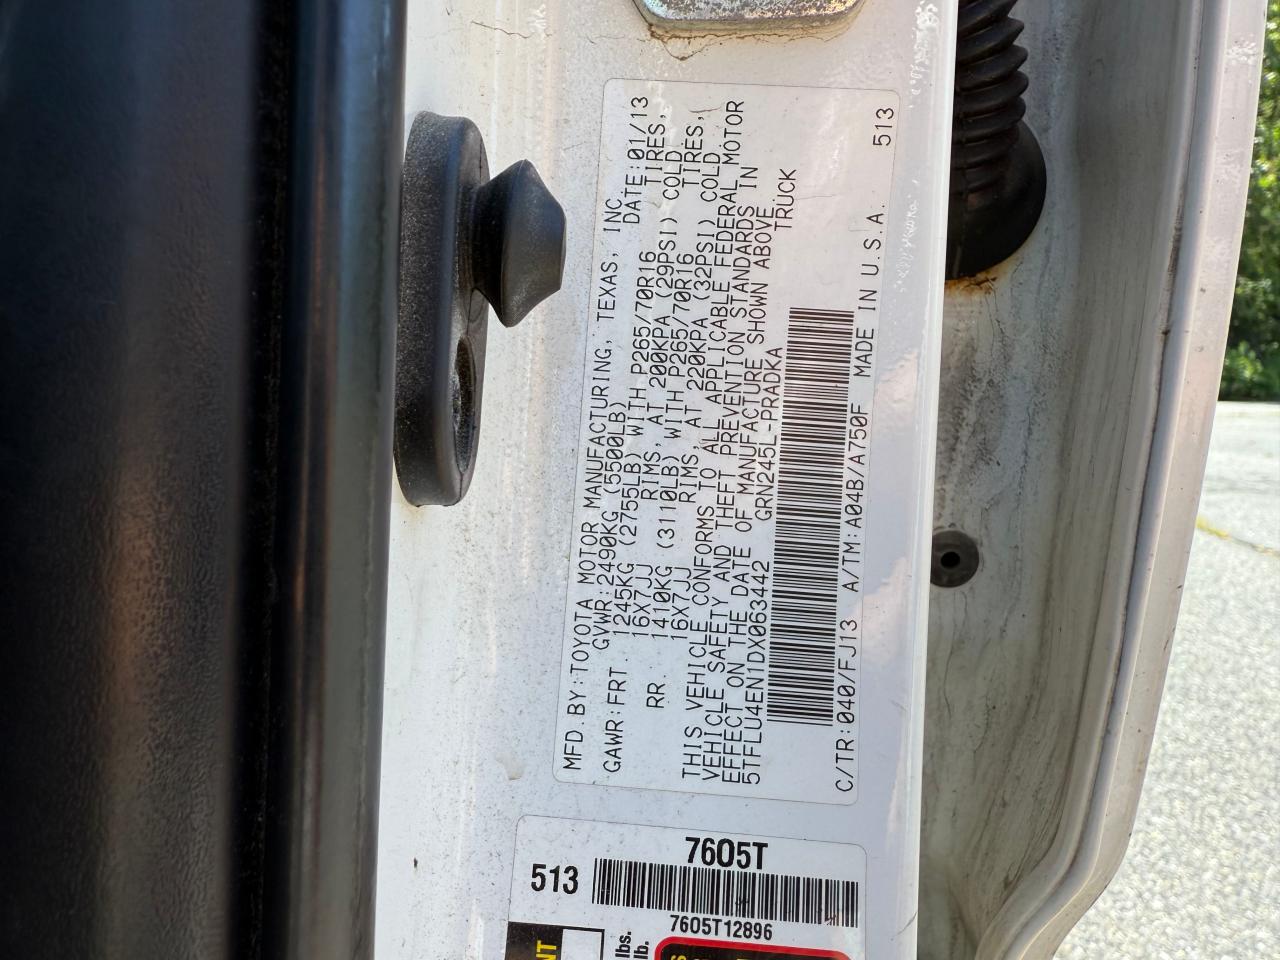 MFD.BY:TOYOTA MOTOR MANUFACTURING, TEXAS, INC.
GVWR:2490KG (5500LB) DATE:01/13
GAWR:FRT. 1245KG (2755LB) WITH P265/70R16 TIRES,
16X7JJ RIMS, AT 200KPA (29PSI) COLD
RR. 1410KG (3110LB) WITH P265/70R16 TIRES,
16X7JJ RIMS, AT 220KPA (32PSI) COLD.
THIS VEHICLE CONFORMS TO ALL APPLICABLE FEDERAL MOTOR
VEHICLE SAFETY AND THEFT PREVENTION STANDARDS IN
EFFECT ON THE DATE OF MANUFACTURE SHOWN ABOVE.
5TFLU4EN1DX063442 GRN245L-PRADKA TRUCK
C/TR:040/FJ13 A/TM:A04B/A750F MADE IN U.S.A. 513
7605T
513
7605T12896
lbs.
lb.